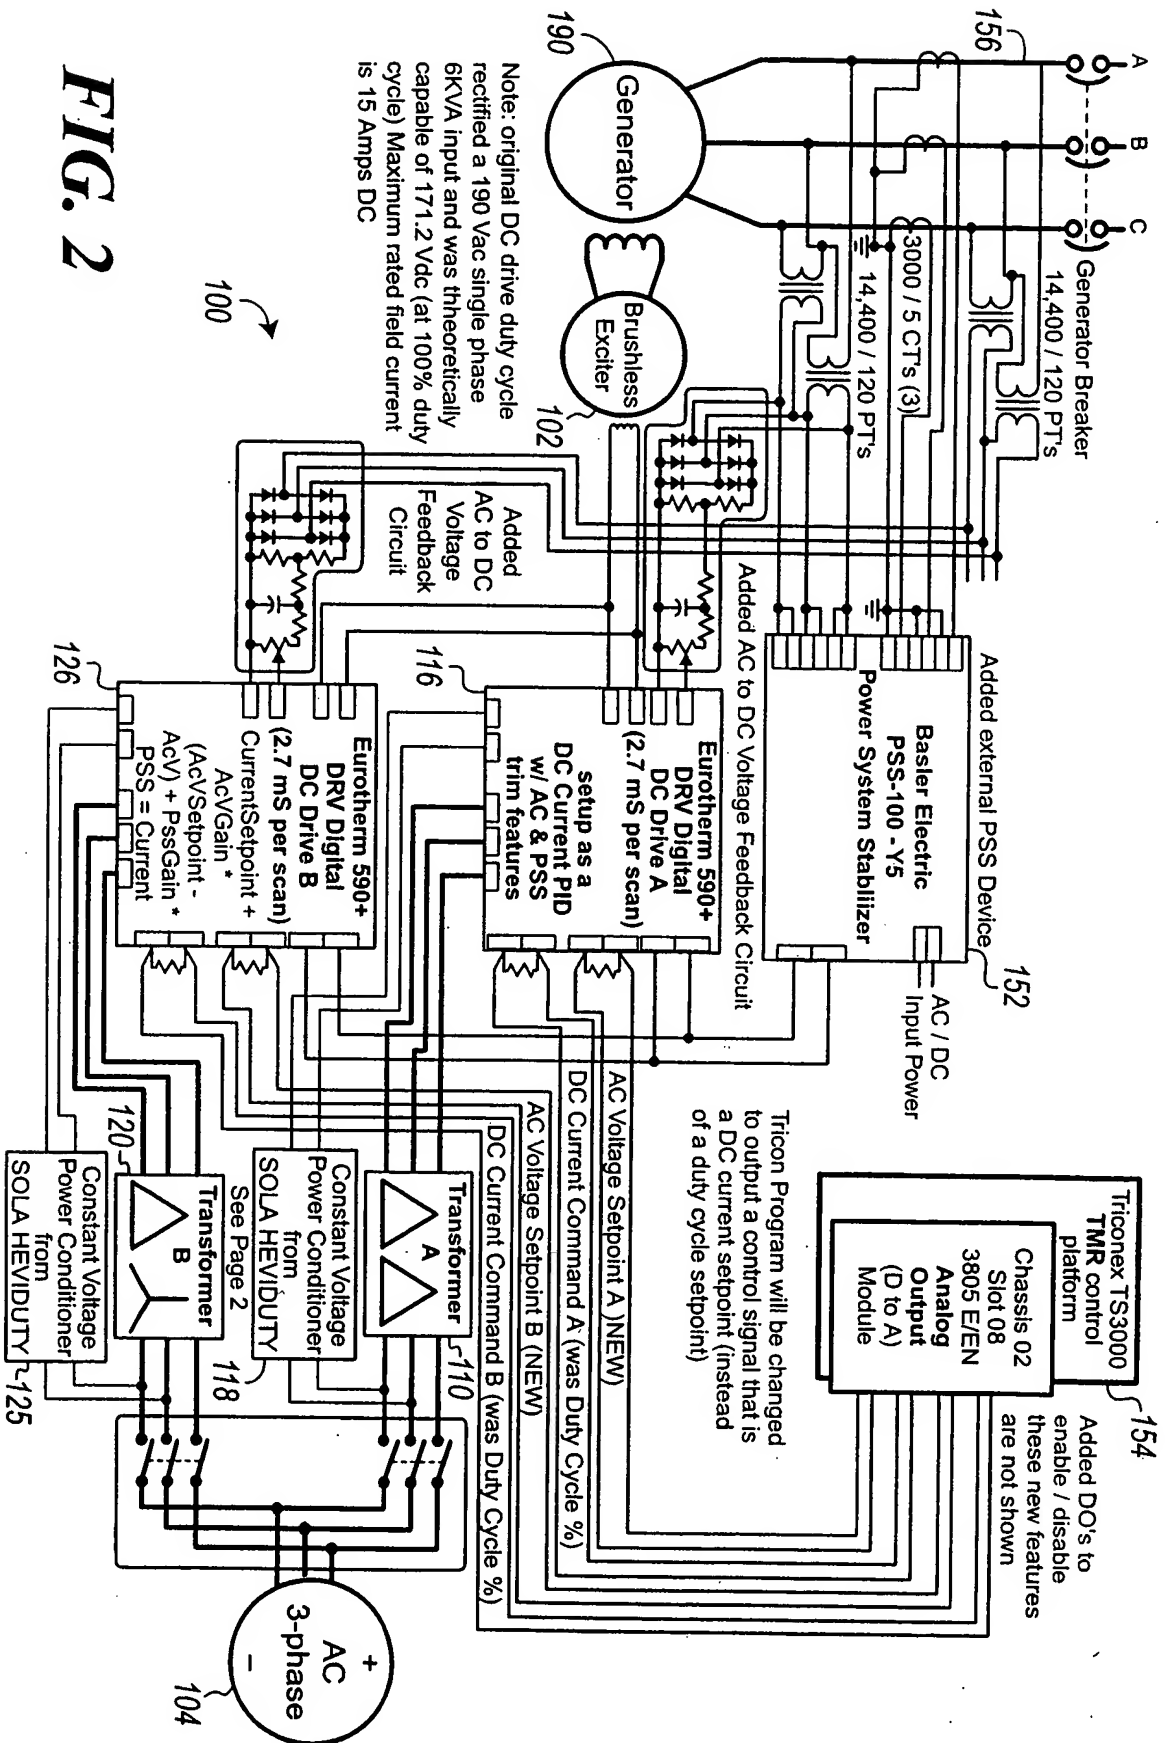 A
B
C
Generator Breaker
14,400 / 120 PT's
3000 / 5 CT's (3)
14,400 / 120 PT's
156
190
Generator
Brushless
Exciter
102
Note: original DC drive duty cycle
rectified a 190 Vac single phase
6KVA input and was thheoretically
capable of 171.2 Vdc (at 100% duty
cycle) Maximum rated field current
is 15 Amps DC
100
FIG. 2
Added external PSS Device
152
Basler Electric
PSS-100 - Y5
Power System Stabliizer
AC / DC
Input Power
Added AC to DC Voltage Feedback Circuit
116
Eurotherm 590+
DRV Digital
DC Drive A
(2.7 mS per scan)
setup as a
DC Current PID
w/ AC & PSS
trim features
Added
AC to DC
Voltage
Feedback
Circuit
126
Eurotherm 590+
DRV Digital
DC Drive B
(2.7 mS per scan)
CurrentSetpoint +
AcVGain *
(AcVSetpoint -
AcV) + PssGain *
PSS = Current
Triconex TS3000
TMR control
platform
154
Chassis 02
Slot 08
3805 E/EN
Analog
Output
(D to A)
Module
Added DO's to
enable / disable
these new features
are not shown
Tricon Program will be changed
to output a control signal that is
a DC current setpoint (instead
of a duty cycle setpoint)
AC Voltage Setpoint A )NEW)
DC Current Command A (was Duty Cycle %)
AC Voltage Setpoint B (NEW)
DC Current Command B (was Duty Cycle %)
Transformer
A
110
Constant Voltage
Power Conditioner
from
SOLA HEVIDUTY
118
See Page 2
Transformer
B
120
Constant Voltage
Power Conditioner
from
SOLA HEVIDUTY
125
+
AC
3-phase
–
104